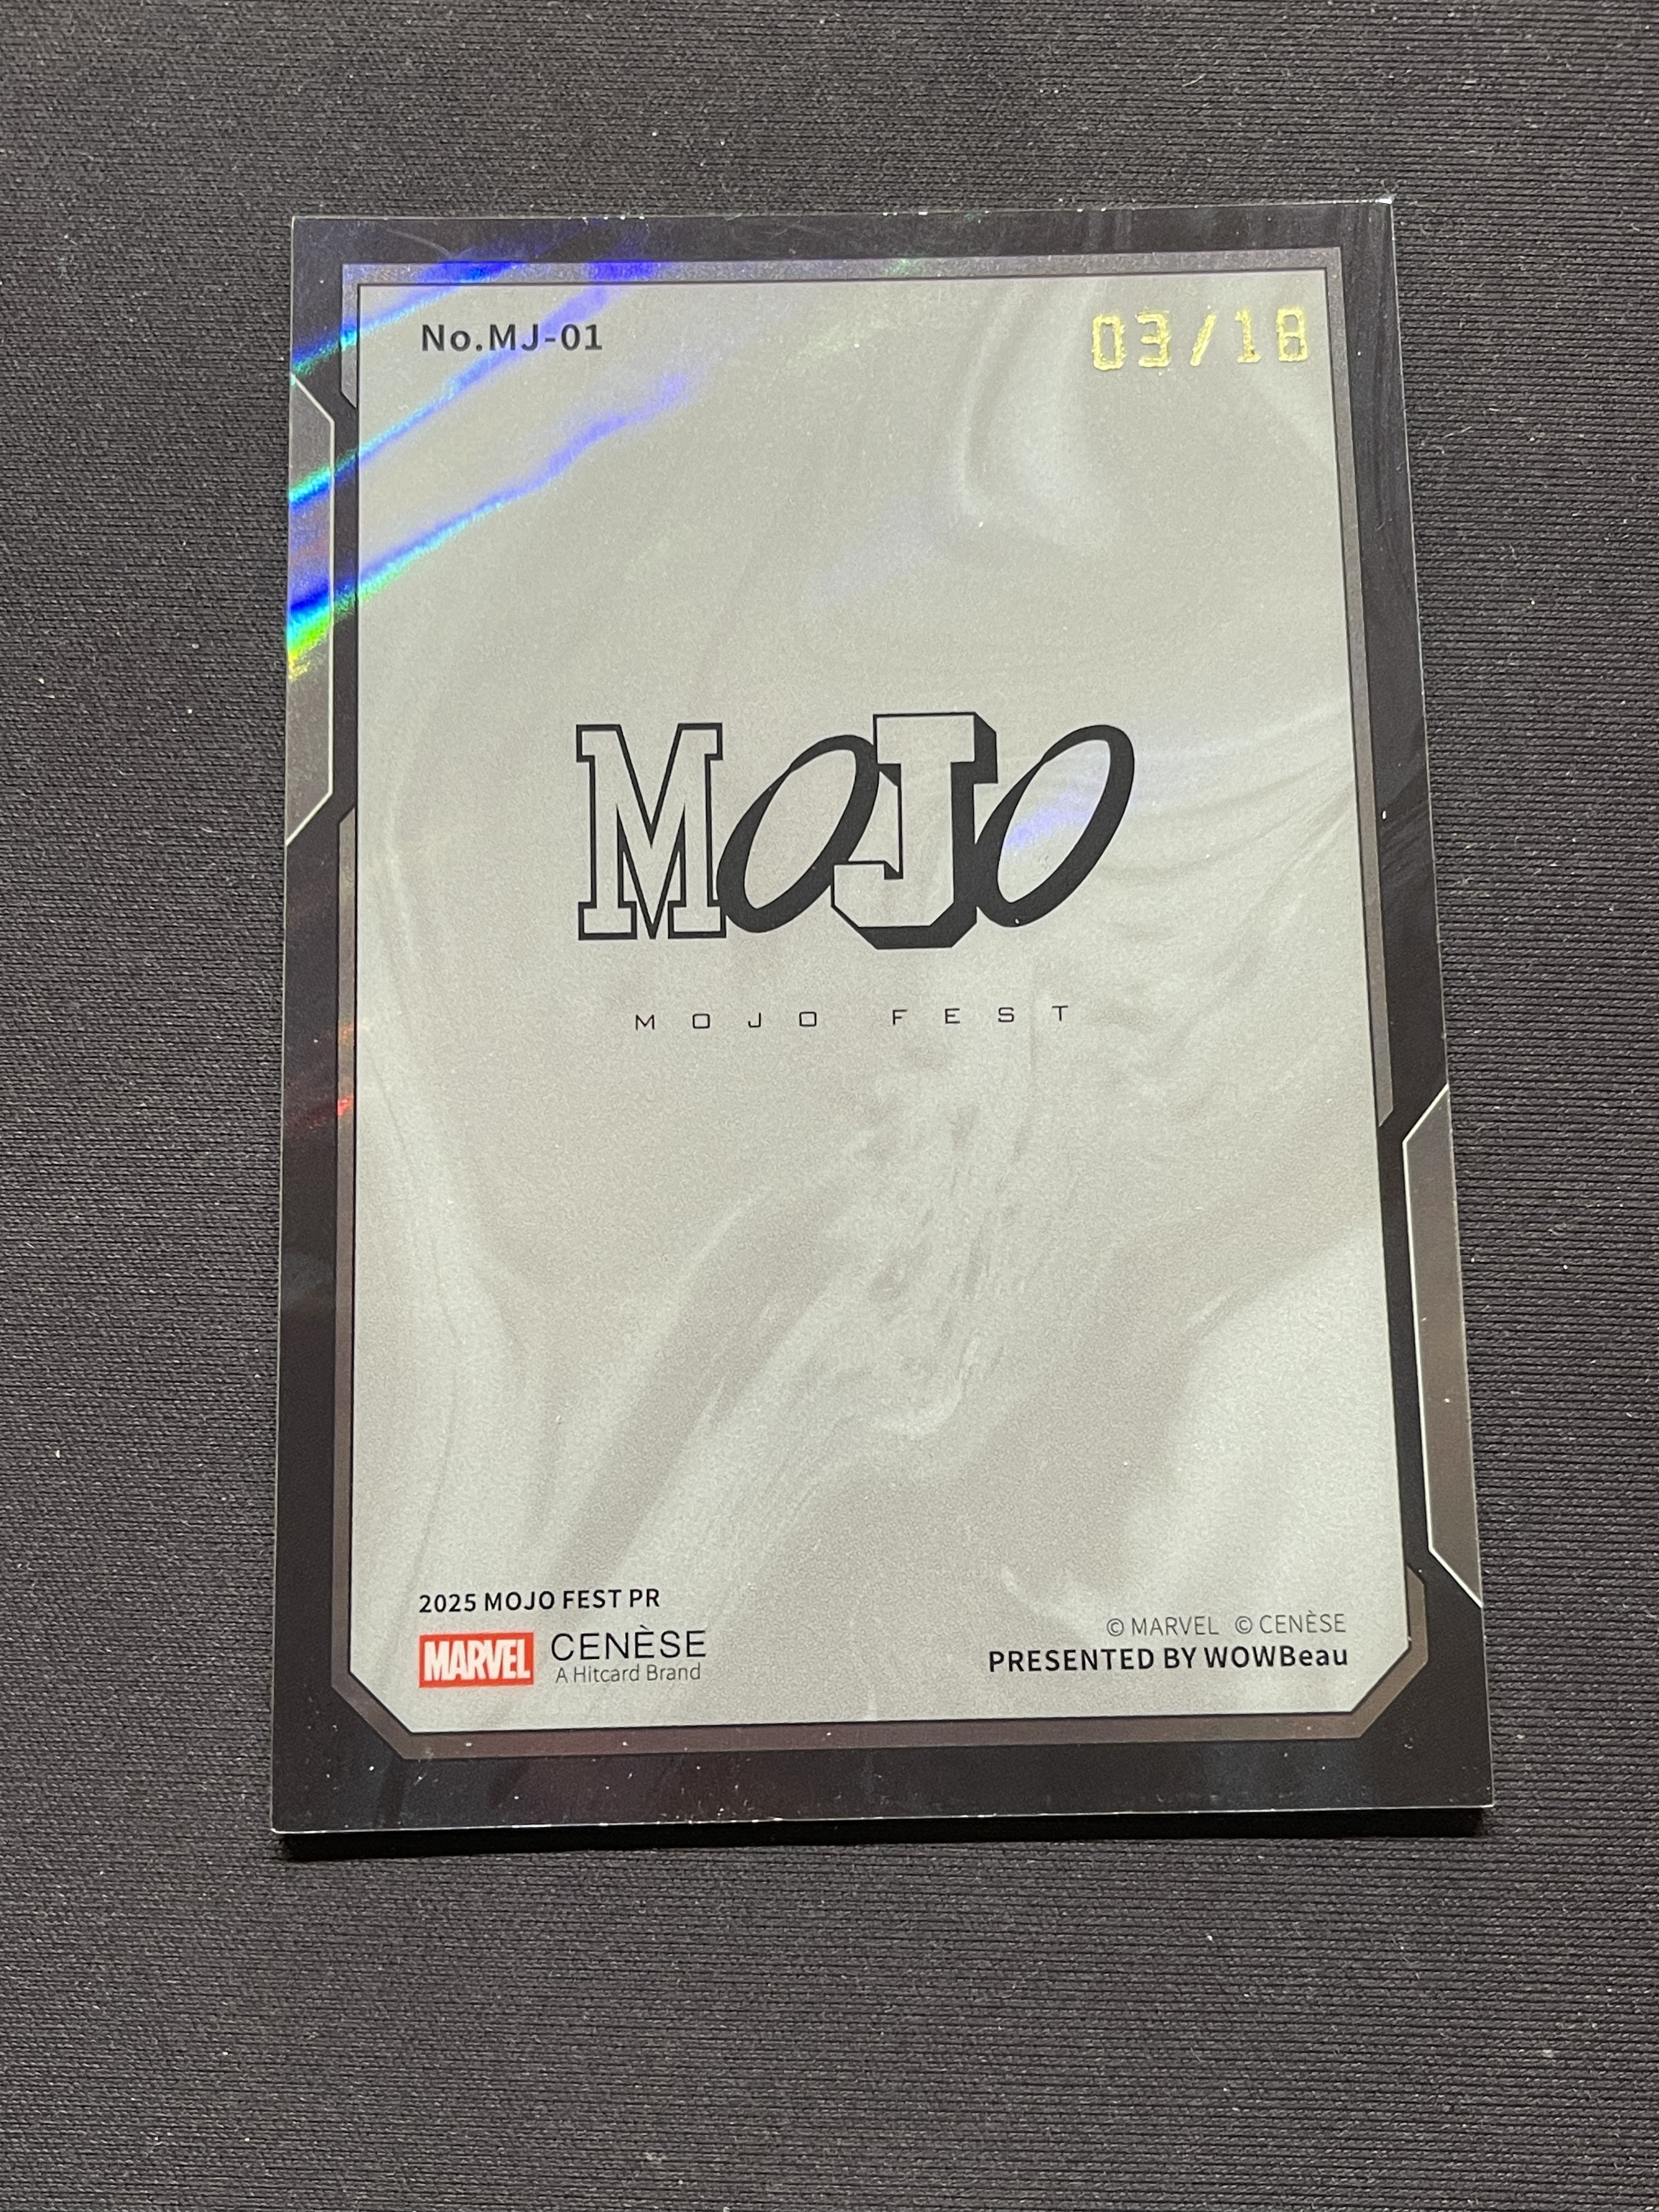 No.MJ-01
03/18
MOJO
MOJO FEST
2025 MOJO FEST PR
MARVEL CENÈSE
A Hitcard Brand
© MARVEL © CENÈSE
PRESENTED BY WOWBeau